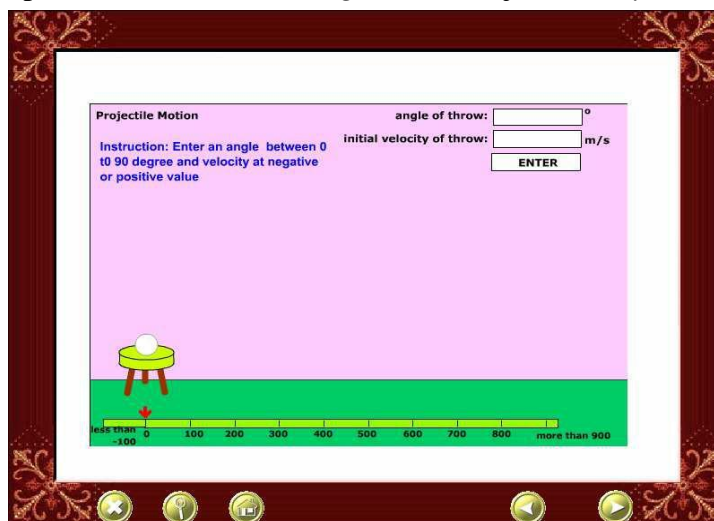 Projectile Motion
angle of throw: o
initial velocity of throw: m/s
Instruction: Enter an angle between 0
t0 90 degree and velocity at negative
or positive value
ENTER
less than
-100
0 100 200 300 400 500 600 700 800 more than 900